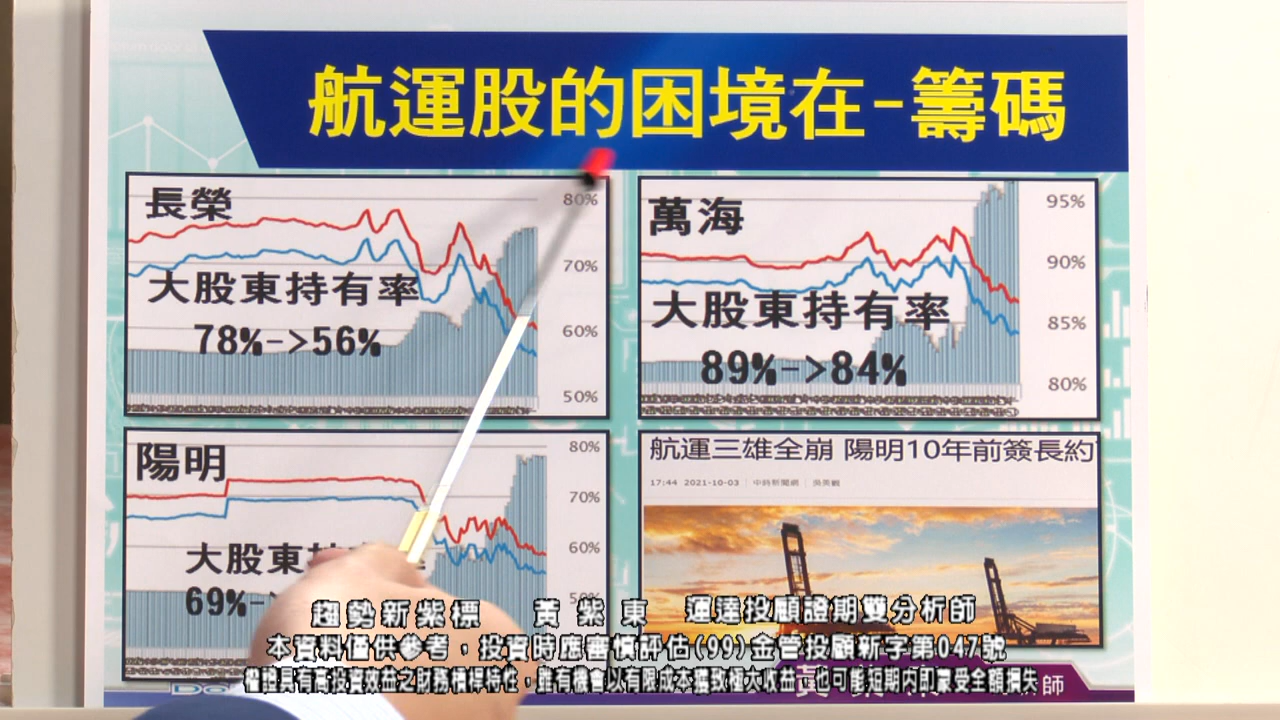 航運股的困境在-籌碼
長榮
80%
70%
大股東持有率
78%->56%
60%
50%
萬海
95%
90%
大股東持有率
85%
89%->84%
80%
陽明
80%
70%
大股東
60%
69%-
航運三雄全崩 陽明10年前簽長約
17:44 2021-10-03 中時新聞網
趨勢新紫標 黃紫東 運達投顧證期雙分析師
本資料僅供參考，投資時應審慎評估(99)金管投顧新字第047號
權證具有高投資效益之財務槓桿特性，雖有機會以有限成本獲致極大收益，也可能短期內即蒙受全額損失
師